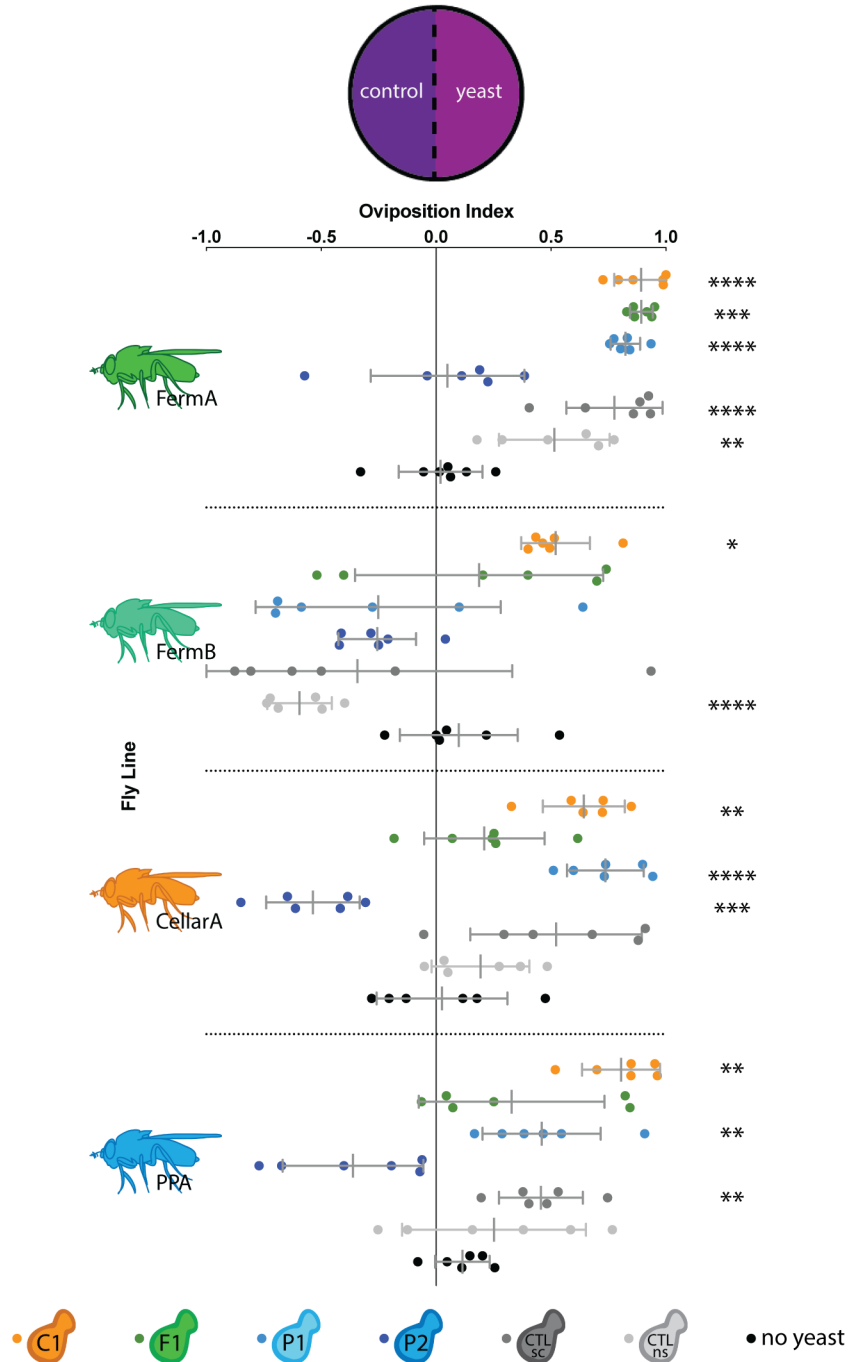 control yeast
Oviposition Index
-1.0 -0.5 0.0 0.5 1.0
****
***
****
FermA
****
**
*
FermB
****
Fly Line
**
****
***
CellarA
**
**
PPA
**
C1 F1 P1 P2 CTL sc CTL ns no yeast